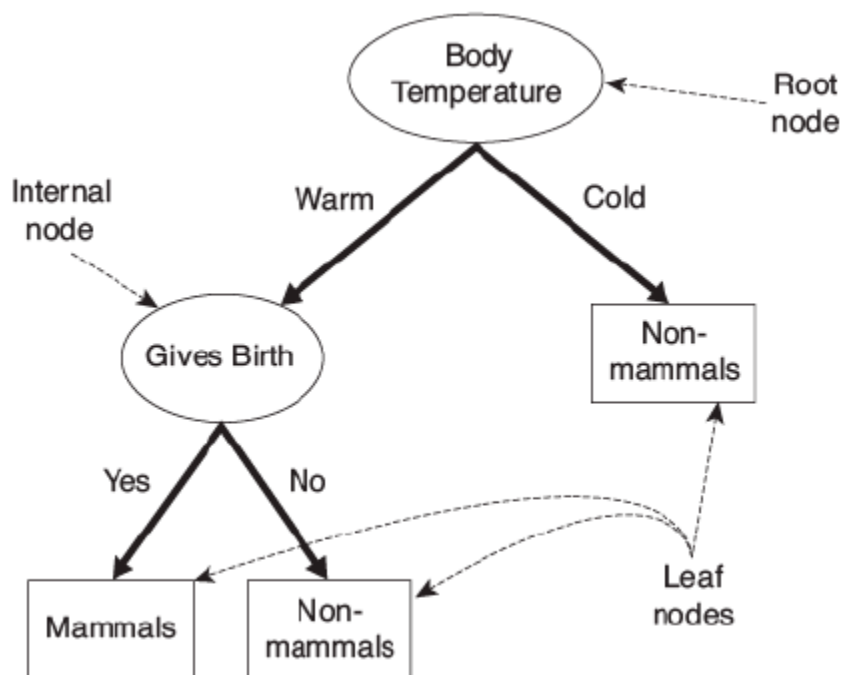 Body
Temperature
Root
node
Internal
node
Warm
Cold
Gives Birth
Non-
mammals
Yes
No
Mammals
Non-
mammals
Leaf
nodes